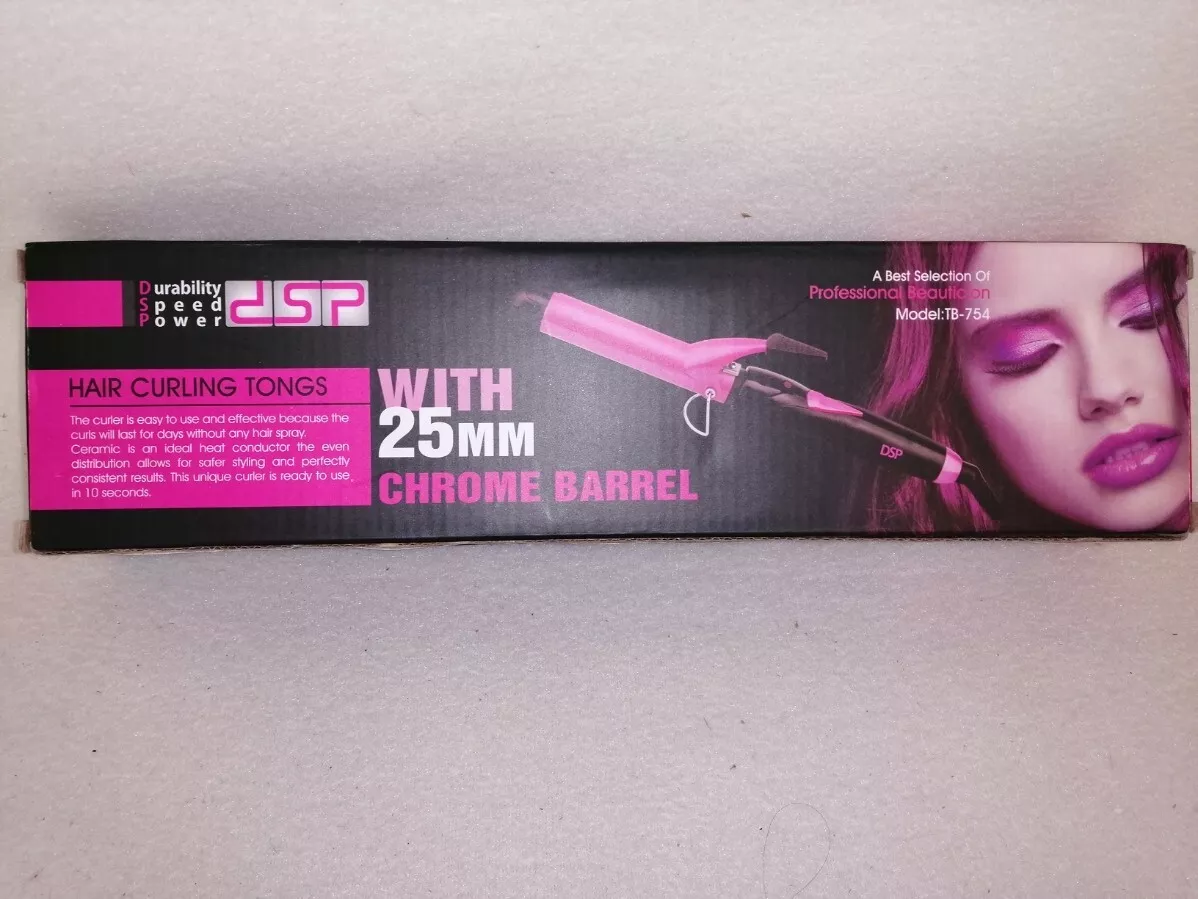 Durability
Speed
Power
dsp
A Best Selection Of
Professional Beautic on
Model:TB-754
HAIR CURLING TONGS
The curler is easy to use and effective because the
curls will last for days without any hair spray.
Ceramic is an ideal heat conductor the even
distribution allows for safer styling and perfectly
consistent results. This unique curler is ready to use
in 10 seconds.
WITH
25MM
CHROME BARREL
DSP